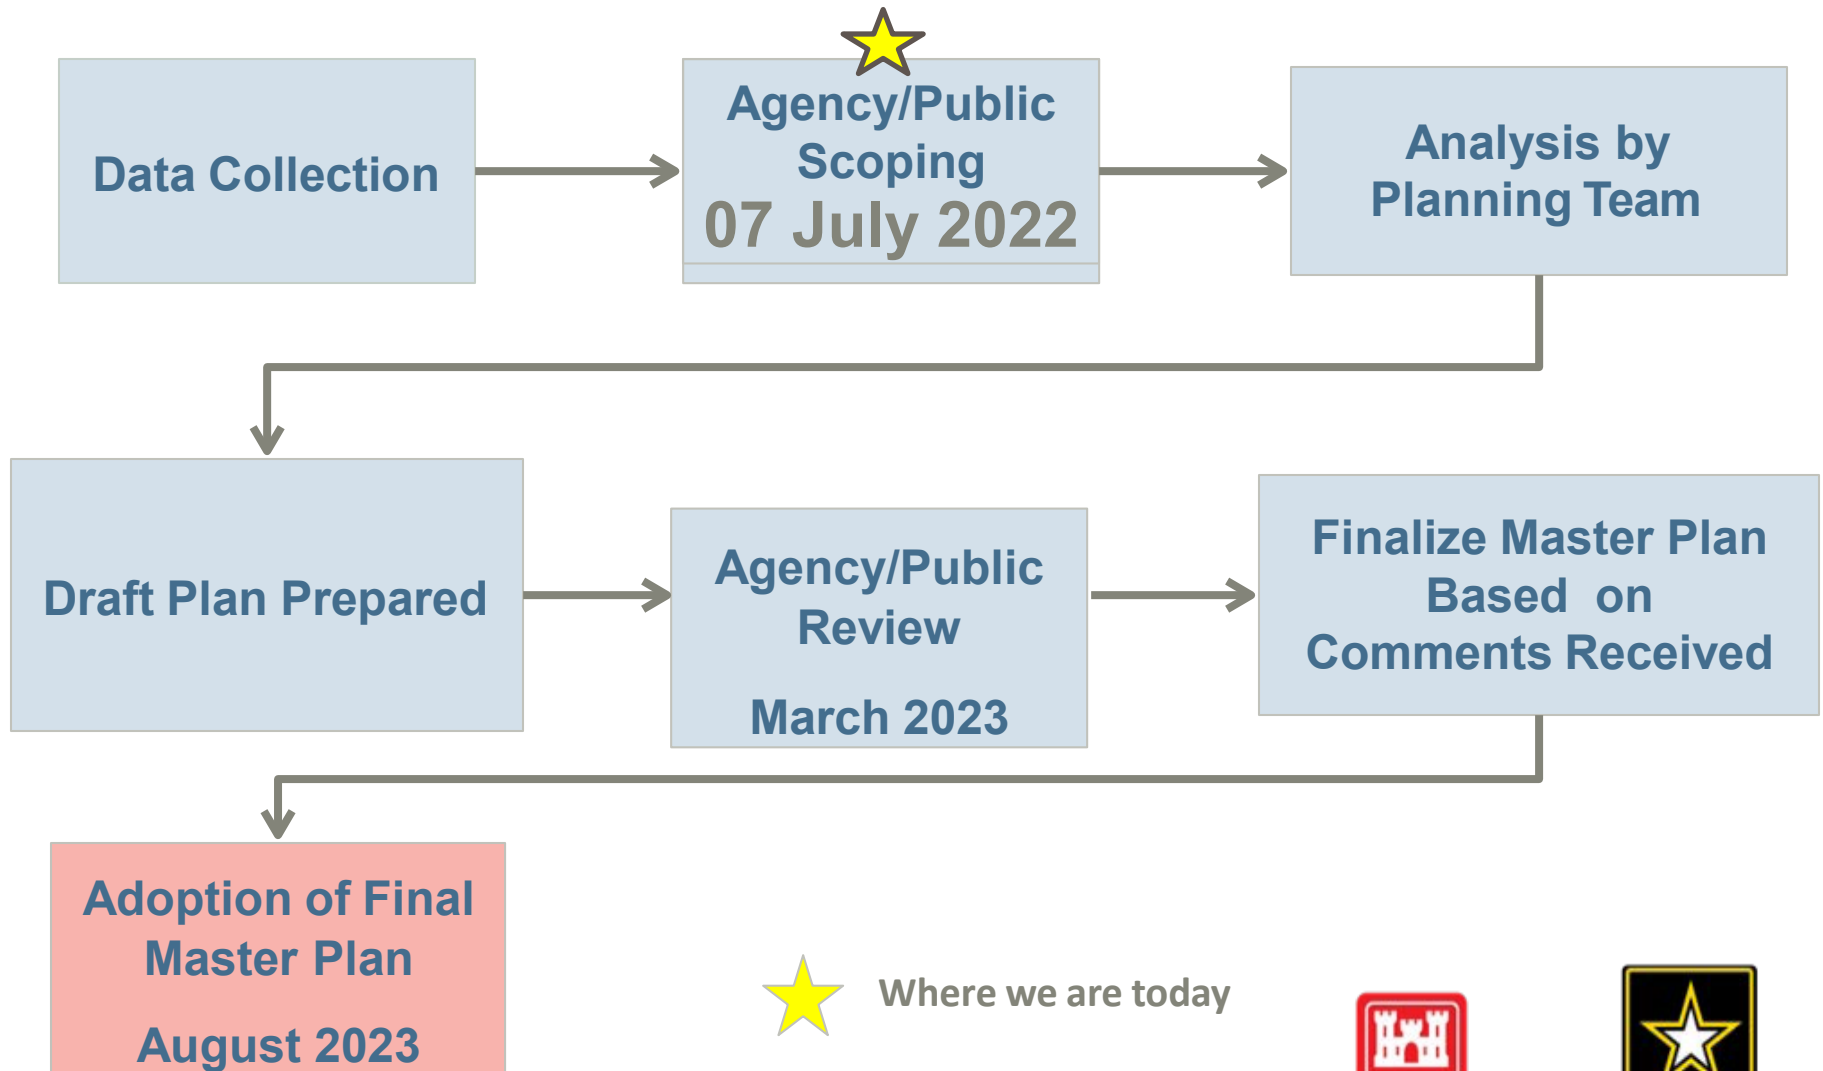 Data Collection
Agency/Public
Scoping
07 July 2022
Analysis by
Planning Team
Draft Plan Prepared
Agency/Public
Review
March 2023
Finalize Master Plan
Based  on
Comments Received
Adoption of Final
Master Plan
August 2023
Where we are today